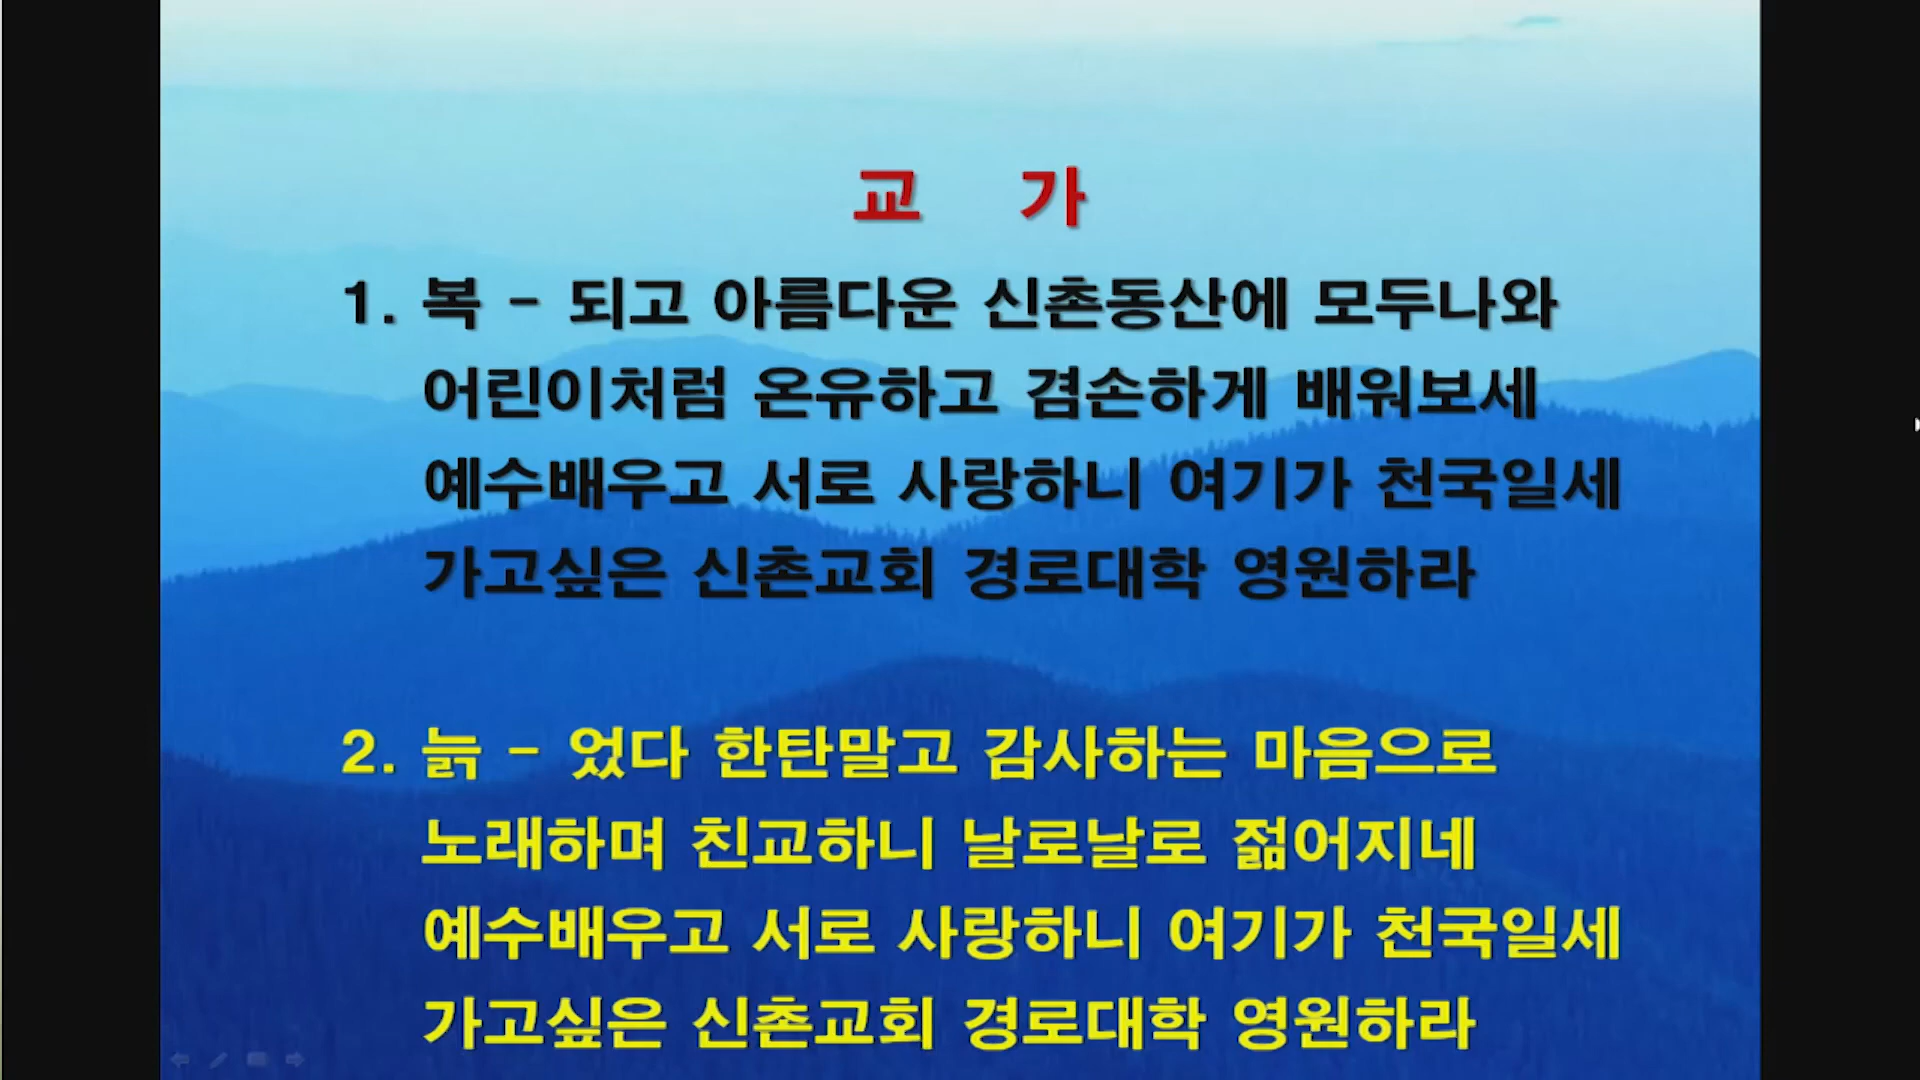 교 가
1. 복 - 되고 아름다운 신촌동산에 모두나와
어린이처럼 온유하고 겸손하게 배워보세
예수배우고 서로 사랑하니 여기가 천국일세
가고싶은 신촌교회 경로대학 영원하라
2. 늙 - 었다 한탄말고 감사하는 마음으로
노래하며 친교하니 날로날로 젊어지네
예수배우고 서로 사랑하니 여기가 천국일세
가고싶은 신촌교회 경로대학 영원하라